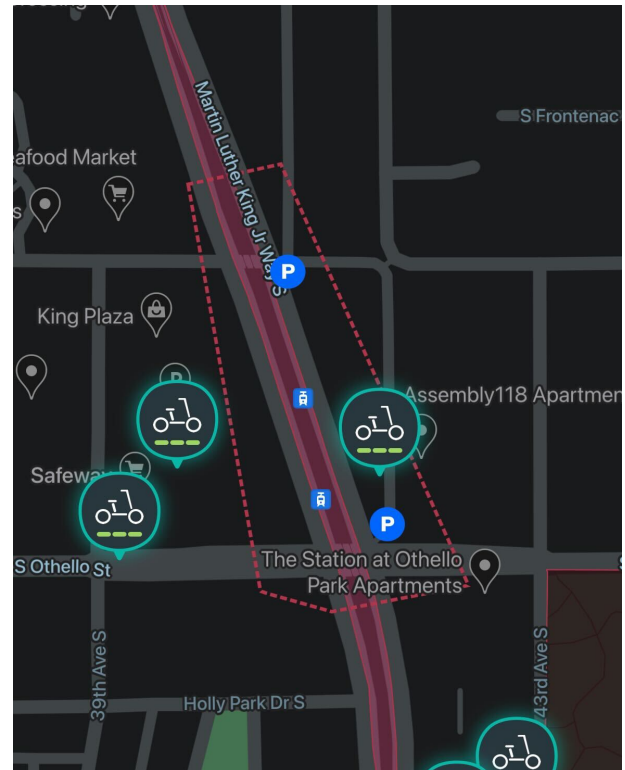 S Frontenac
afood Market
s
Martin Luther King Jr Way S
P
King Plaza
P
Assembly118 Apartmen
Safeway
P
S Othello St
The Station at Othello
Park Apartments
39th Ave S
43rd Ave S
Holly Park Dr S